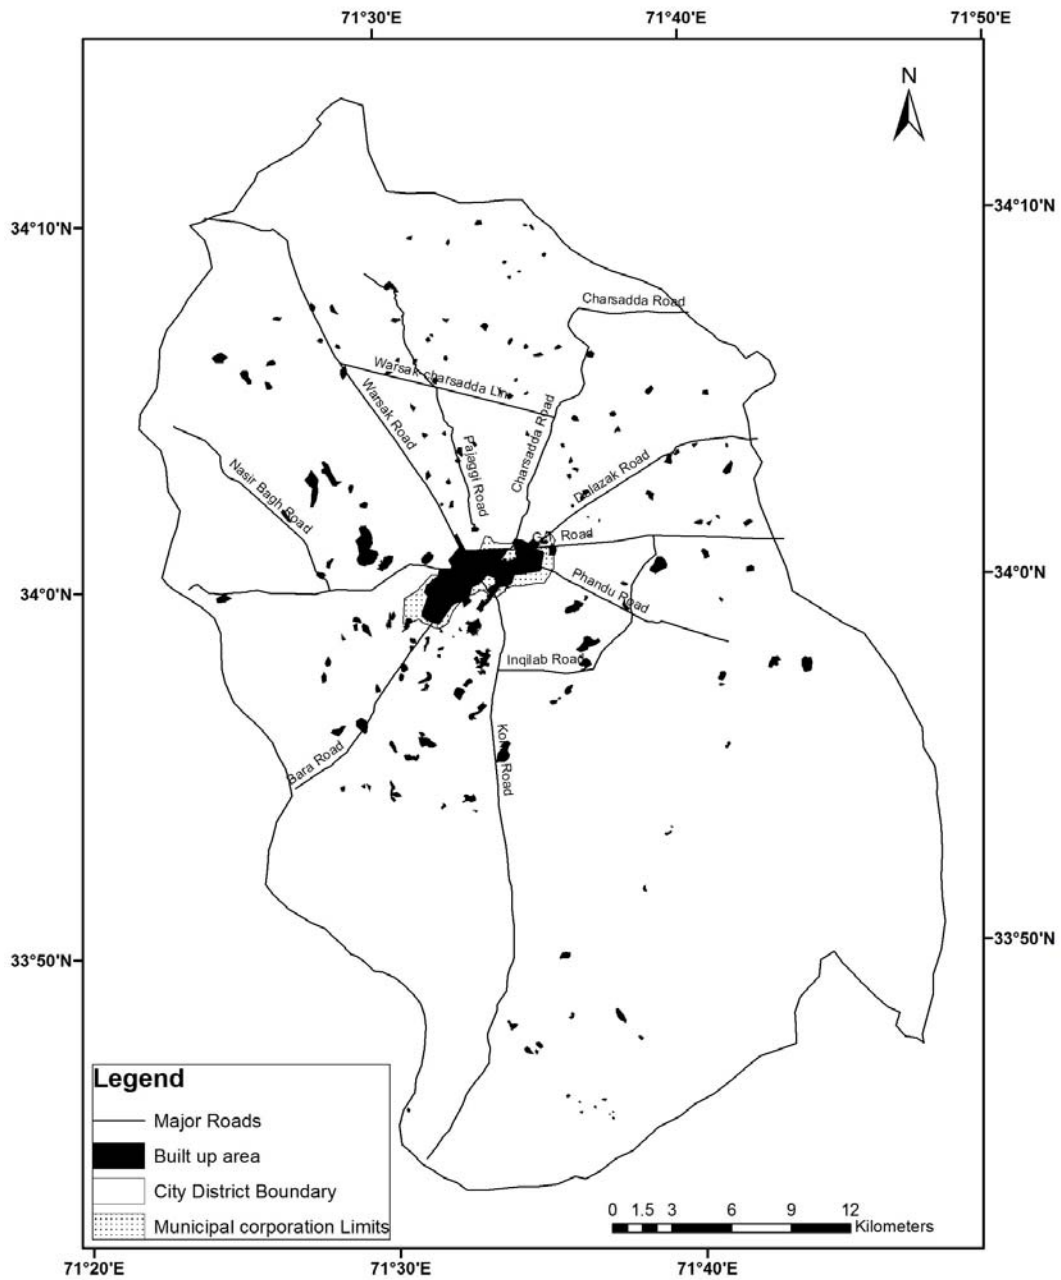 71°30'E
71°40'E
71°50'E
N
34°10'N
34°10'N
Charsadda Road
Warsak charsadda Link
Warsak Road
Charsadda Road
Pajaggi Road
Dalazak Road
Nasir Bagh Road
G.T. Road
34°0'N
Phandu Road
34°0'N
Inqilab Road
Bara Road
Road
33°50'N
33°50'N
Legend
Major Roads
Built up area
City District Boundary
Municipal corporation Limits
0 1.5 3 6 9 12
Kilometers
71°20'E
71°30'E
71°40'E